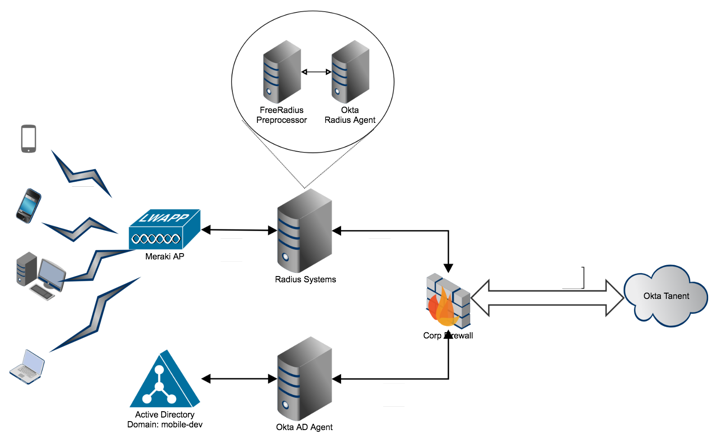 FreeRadius
Preprocessor
Okta
Radius Agent
LWAPP
Meraki AP
Radius Systems
Okta Tanent
Corp Firewall
Active Directory
Domain: mobile-dev
Okta AD Agent